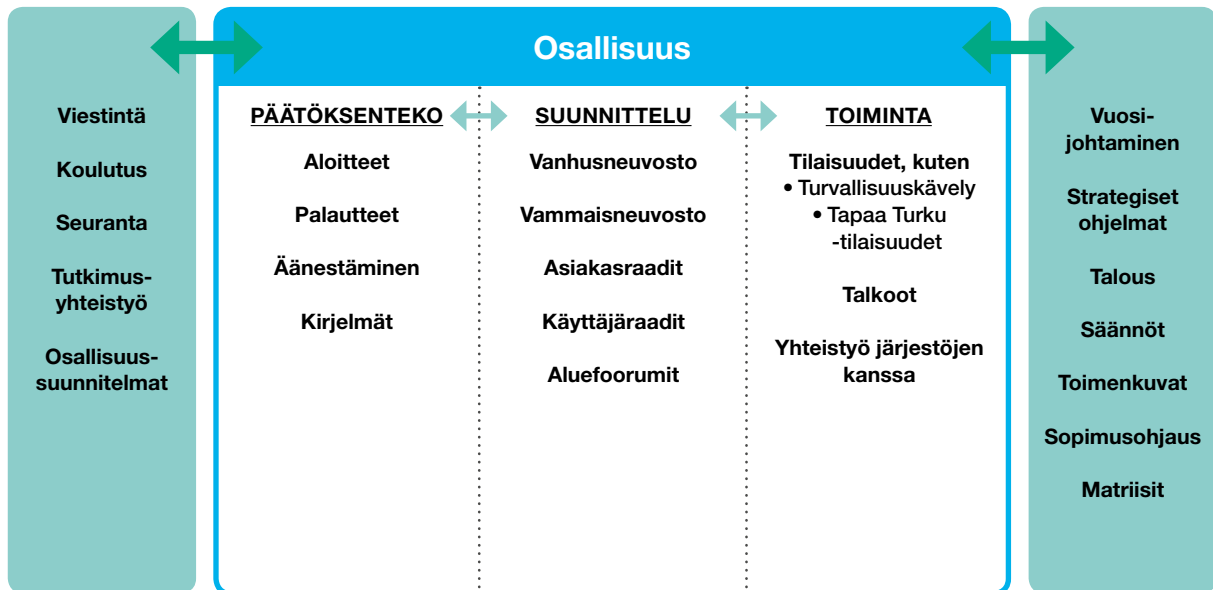 Osallisuus
Viestintä
Koulutus
Seuranta
Tutkimus-
yhteistyö
Osallisuus-
suunnitelmat
PÄÄTÖKSENTEKO
Aloitteet
Palautteet
Äänestäminen
Kirjelmät
SUUNNITTELU
Vanhusneuvosto
Vammaisneuvosto
Asiakasraadit
Käyttäjäraadit
Aluefoorumit
TOIMINTA
Tilaisuudet, kuten
• Turvallisuuskävely
• Tapaa Turku
-tilaisuudet
Talkoot
Yhteistyö järjestöjen
kanssa
Vuosi-
johtaminen
Strategiset
ohjelmat
Talous
Säännöt
Toimenkuvat
Sopimusohjaus
Matriisit